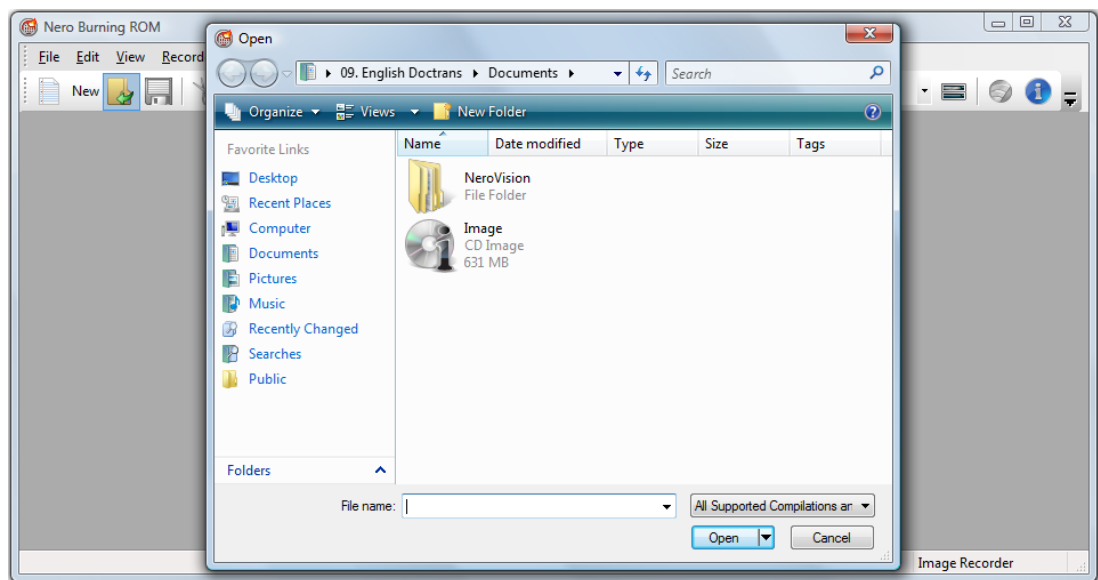 Nero Burning ROM
File Edit View Record
New
Open
09. English Doctrans Documents Search
Organize Views New Folder
Favorite Links
Desktop
Recent Places
Computer
Documents
Pictures
Music
Recently Changed
Searches
Public
Folders
Name Date modified Type Size Tags
NeroVision
File Folder
Image
CD Image
631 MB
File name: All Supported Compilations an
Open Cancel
Image Recorder